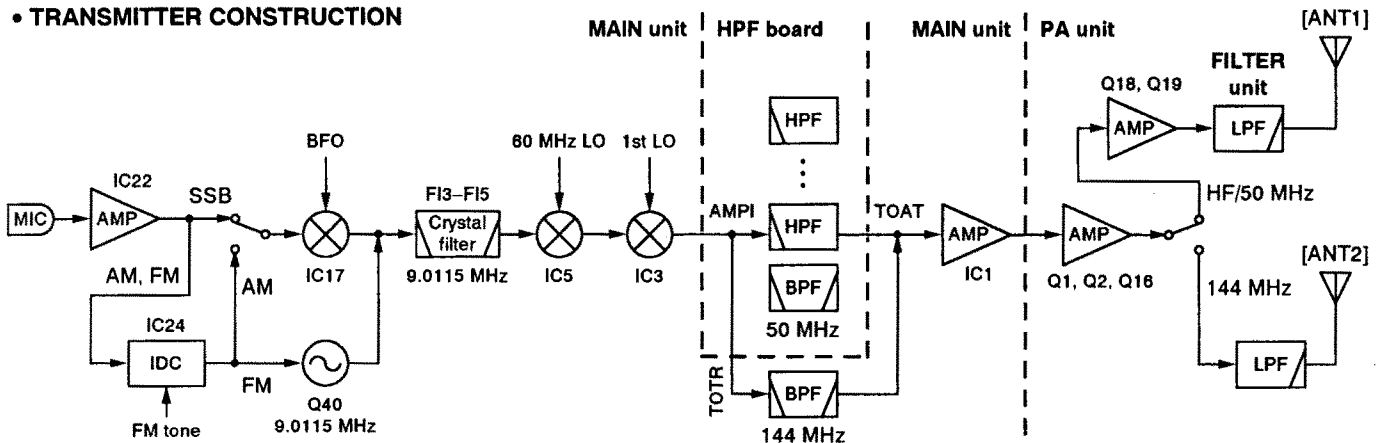 • TRANSMITTER CONSTRUCTION
MAIN unit
HPF board
MAIN unit
PA unit
[ANT1]
FILTER
unit
Q18, Q19
AMP
LPF
HPF
BFO
60 MHz LO
1st LO
HF/50 MHz
IC22
SSB
FI3–FI5
AMPI
TOAT
MIC
AMP
Crystal
filter
HPF
AMP
AMP
[ANT2]
IC17
9.0115 MHz
IC5
IC3
IC1
Q1, Q2, Q16
AM, FM
AM
BPF
144 MHz
50 MHz
IC24
IDC
FM
TOTR
BPF
LPF
Q40
FM tone
9.0115 MHz
144 MHz